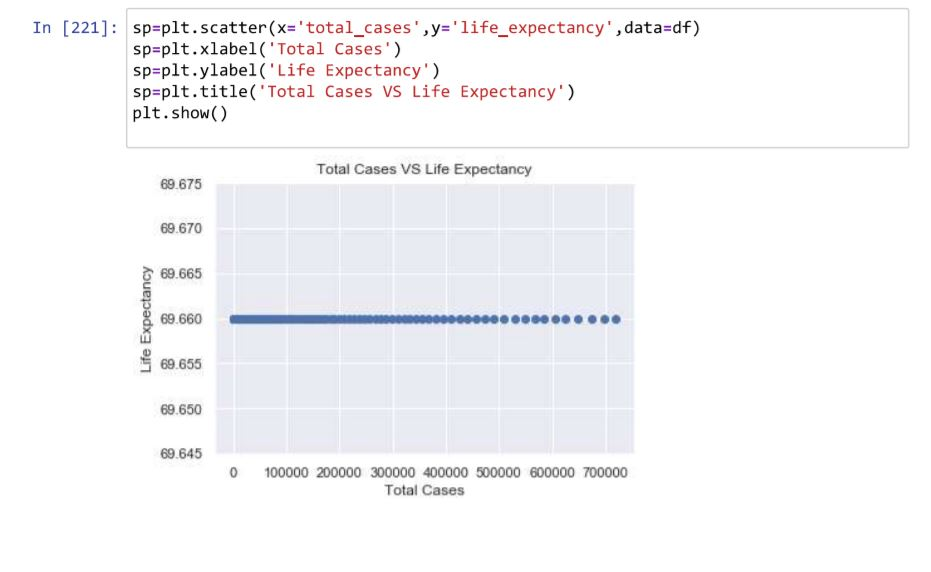 In [221]: sp=plt.scatter(x='total_cases',y='life_expectancy',data=df)
sp=plt.xlabel('Total Cases')
sp=plt.ylabel('Life Expectancy')
sp=plt.title('Total Cases VS Life Expectancy')
plt.show()
Total Cases VS Life Expectancy
69.675
69.670
69.665
69.660
69.655
69.650
69.645
Life Expectancy
0 100000 200000 300000 400000 500000 600000 700000
Total Cases